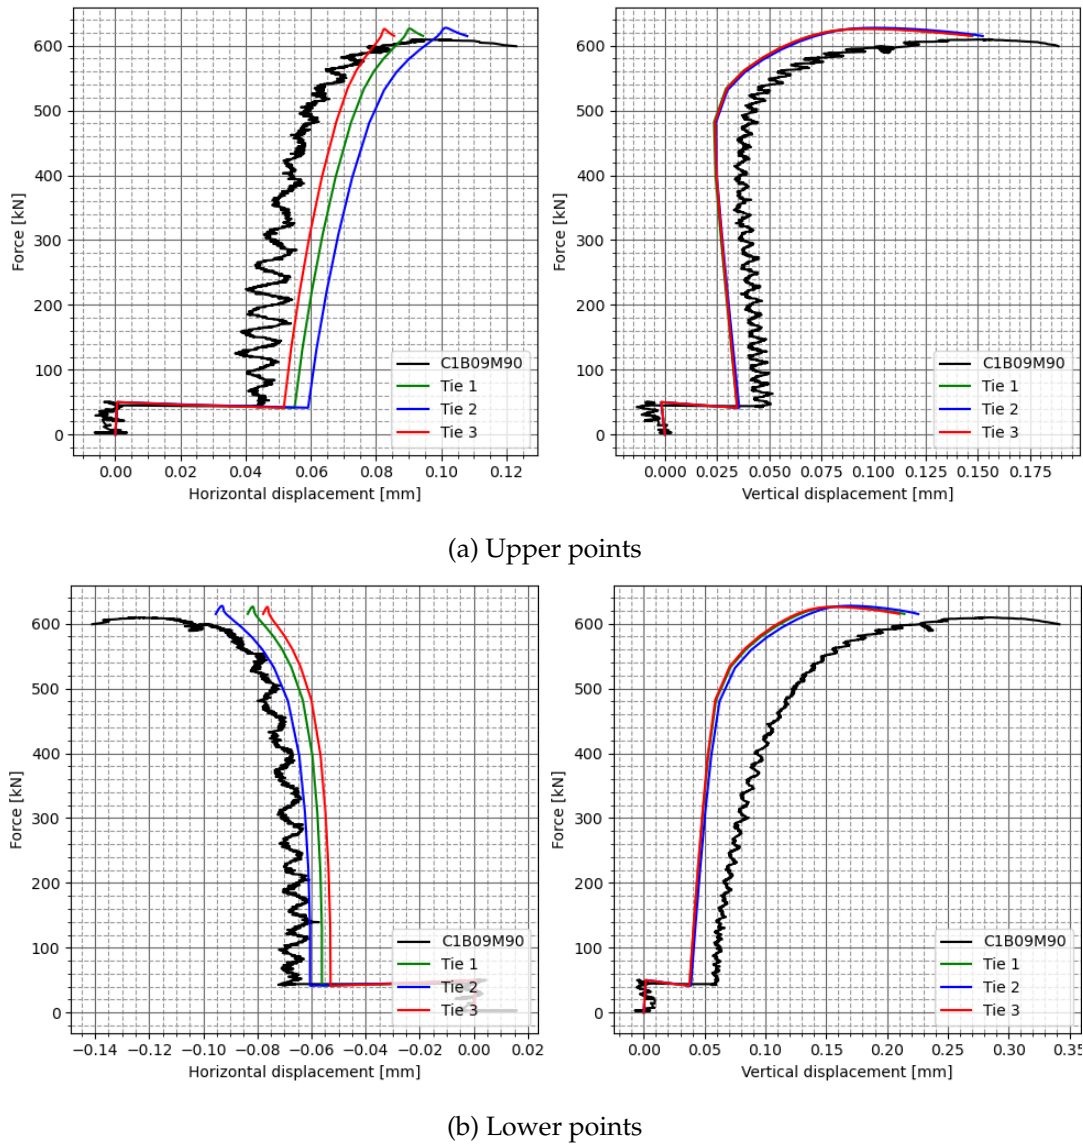 600
500
400
300
200
100
0
Force [kN]
C1B09M90
Tie 1
Tie 2
Tie 3
0.00 0.02 0.04 0.06 0.08 0.10 0.12
Horizontal displacement [mm]
600
500
400
300
200
100
0
Force [kN]
C1B09M90
Tie 1
Tie 2
Tie 3
0.000 0.025 0.050 0.075 0.100 0.125 0.150 0.175
Vertical displacement [mm]
(a) Upper points
600
500
400
300
200
100
0
Force [kN]
C1B09M90
Tie 1
Tie 2
Tie 3
−0.14 −0.12 −0.10 −0.08 −0.06 −0.04 −0.02 0.00 0.02
Horizontal displacement [mm]
600
500
400
300
200
100
0
Force [kN]
C1B09M90
Tie 1
Tie 2
Tie 3
0.00 0.05 0.10 0.15 0.20 0.25 0.30 0.35
Vertical displacement [mm]
(b) Lower points